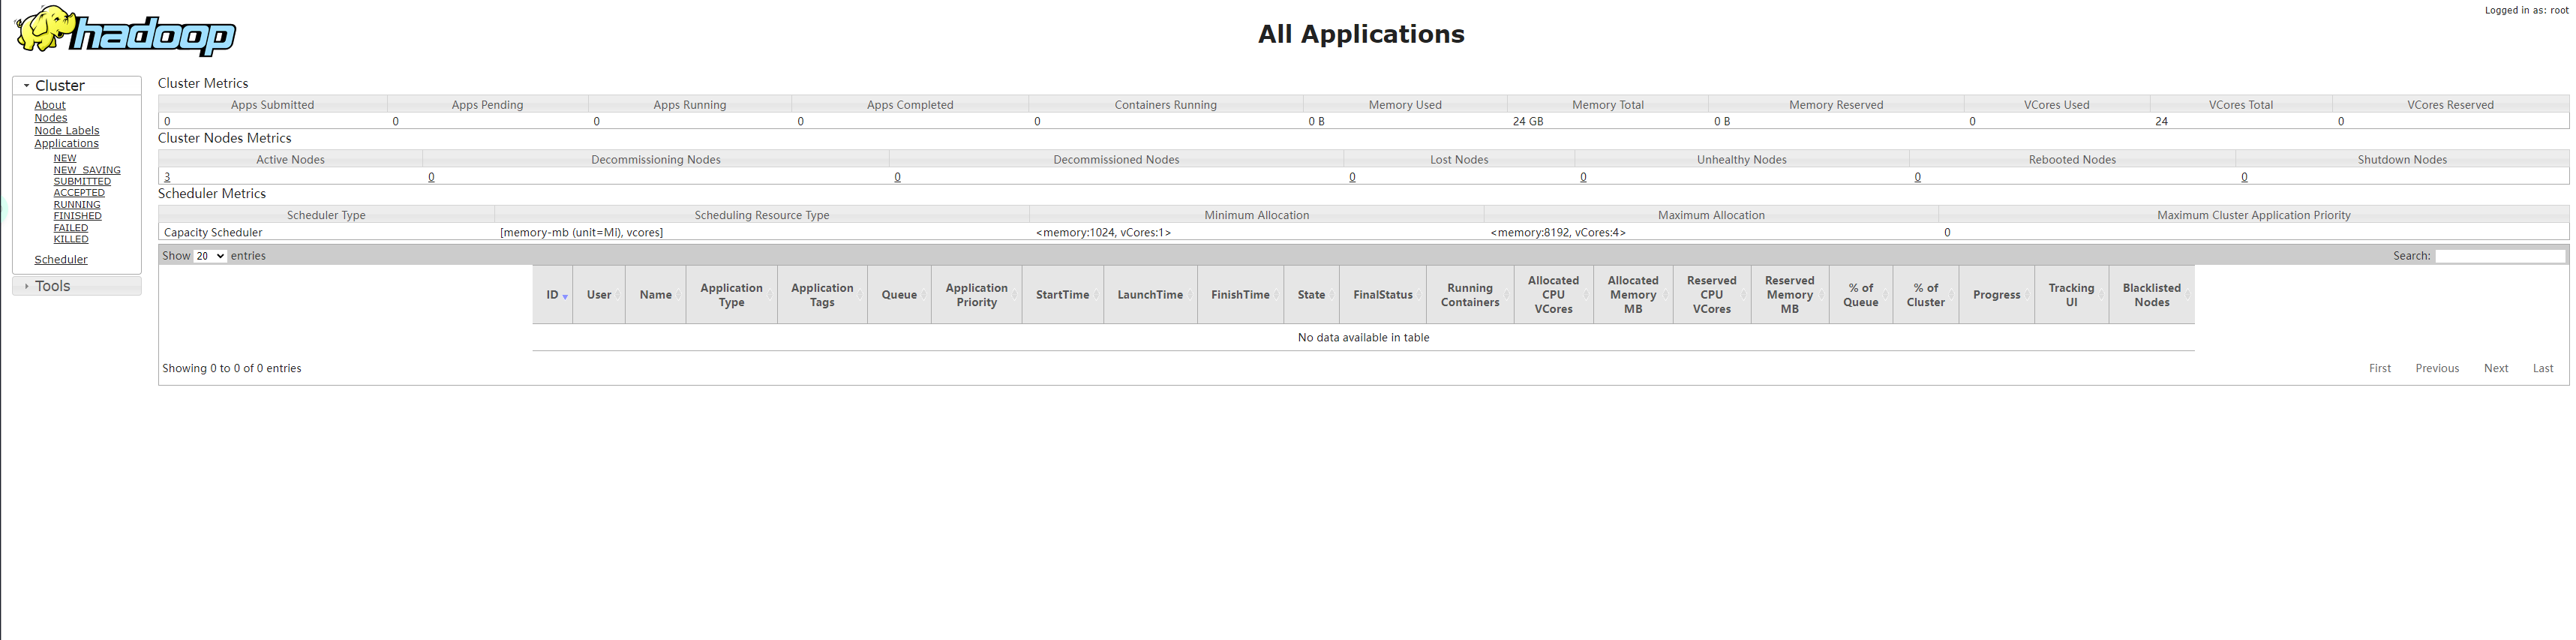 Logged in as: root
hadoop
All Applications
Cluster
About
Nodes
Node Labels
Applications
NEW
NEW_SAVING
SUBMITTED
ACCEPTED
RUNNING
FINISHED
FAILED
KILLED
Scheduler
Tools
Cluster Metrics
Apps Submitted Apps Pending Apps Running Apps Completed Containers Running Memory Used Memory Total Memory Reserved VCores Used VCores Total VCores Reserved
0 0 0 0 0 0 B 24 GB 0 B 0 24 0
Cluster Nodes Metrics
Active Nodes Decommissioning Nodes Decommissioned Nodes Lost Nodes Unhealthy Nodes Rebooted Nodes Shutdown Nodes
3 0 0 0 0 0 0
Scheduler Metrics
Scheduler Type Scheduling Resource Type Minimum Allocation Maximum Allocation Maximum Cluster Application Priority
Capacity Scheduler [memory-mb (unit=Mi), vcores] <memory:1024, vCores:1> <memory:8192, vCores:4> 0
Show 20 entries Search:
ID User Name Application Type Application Tags Queue Application Priority StartTime LaunchTime FinishTime State FinalStatus Running Containers Allocated CPU VCores Allocated Memory MB Reserved CPU VCores Reserved Memory MB % of Queue % of Cluster Progress Tracking UI Blacklisted Nodes
No data available in table
Showing 0 to 0 of 0 entries First Previous Next Last